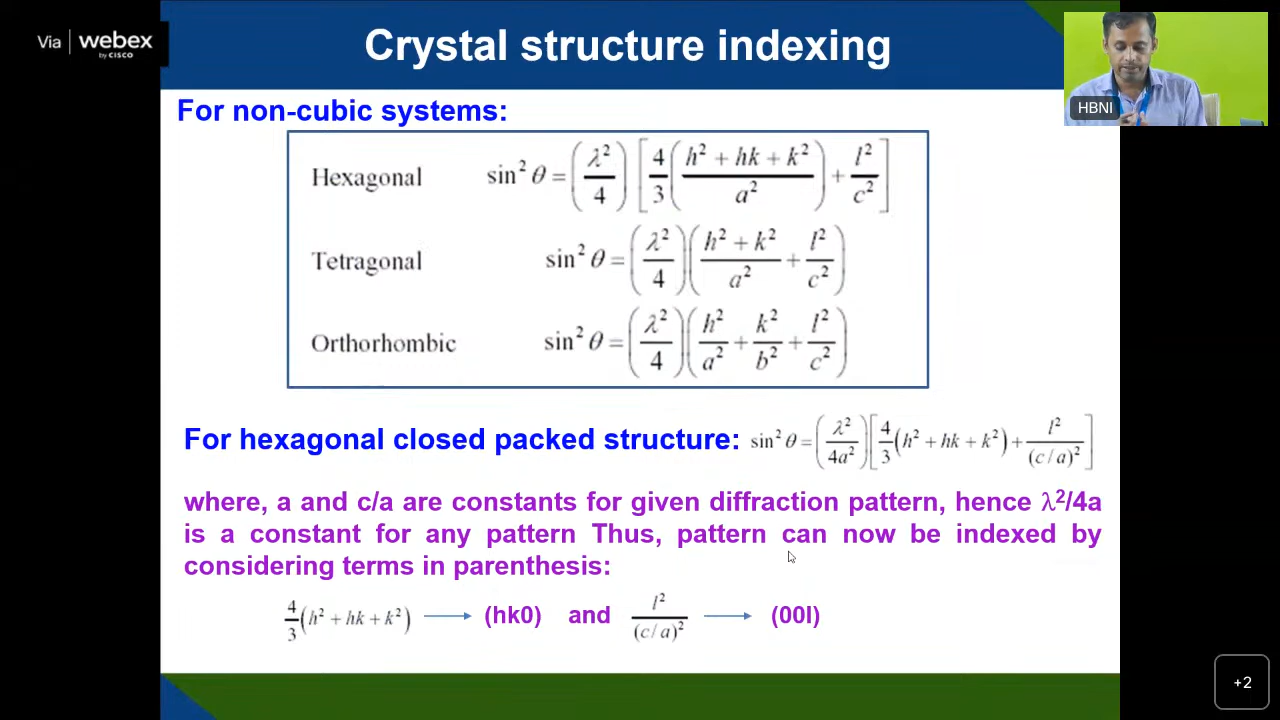 Via | webex
by CISCO
Crystal structure indexing
HBNI
For non-cubic systems:
Hexagonal sin² θ = (λ²/4) [4/3 ((h² + hk + k²)/a²) + l²/c²]
Tetragonal sin² θ = (λ²/4) ((h² + k²)/a² + l²/c²)
Orthorhombic sin² θ = (λ²/4) (h²/a² + k²/b² + l²/c²)
For hexagonal closed packed structure: sin² θ = (λ²/4a²) [4/3 (h² + hk + k²) + l²/(c/a)²]
where, a and c/a are constants for given diffraction pattern, hence λ²/4a
is a constant for any pattern Thus, pattern can now be indexed by
considering terms in parenthesis:
4/3 (h² + hk + k²) → (hk0) and l²/(c/a)² → (00l)
+2